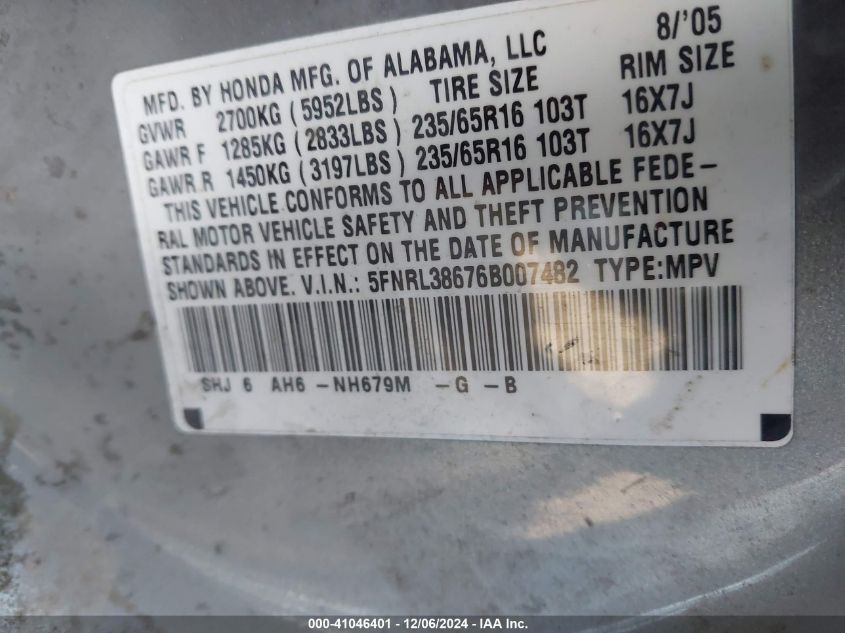 MFD. BY HONDA MFG. OF ALABAMA, LLC 8/'05
GVWR 2700KG (5952LBS) TIRE SIZE RIM SIZE
GAWR F 1285KG (2833LBS) 235/65R16 103T 16X7J
GAWR R 1450KG (3197LBS) 235/65R16 103T 16X7J
THIS VEHICLE CONFORMS TO ALL APPLICABLE FEDE-
RAL MOTOR VEHICLE SAFETY AND THEFT PREVENTION
STANDARDS IN EFFECT ON THE DATE OF MANUFACTURE
SHOWN ABOVE. V.I.N.: 5FNRL38676B007482 TYPE:MPV
SHJ 6 AH6 -NH679M -G -B
000-41046401 - 12/06/2024 - IAAI Inc.